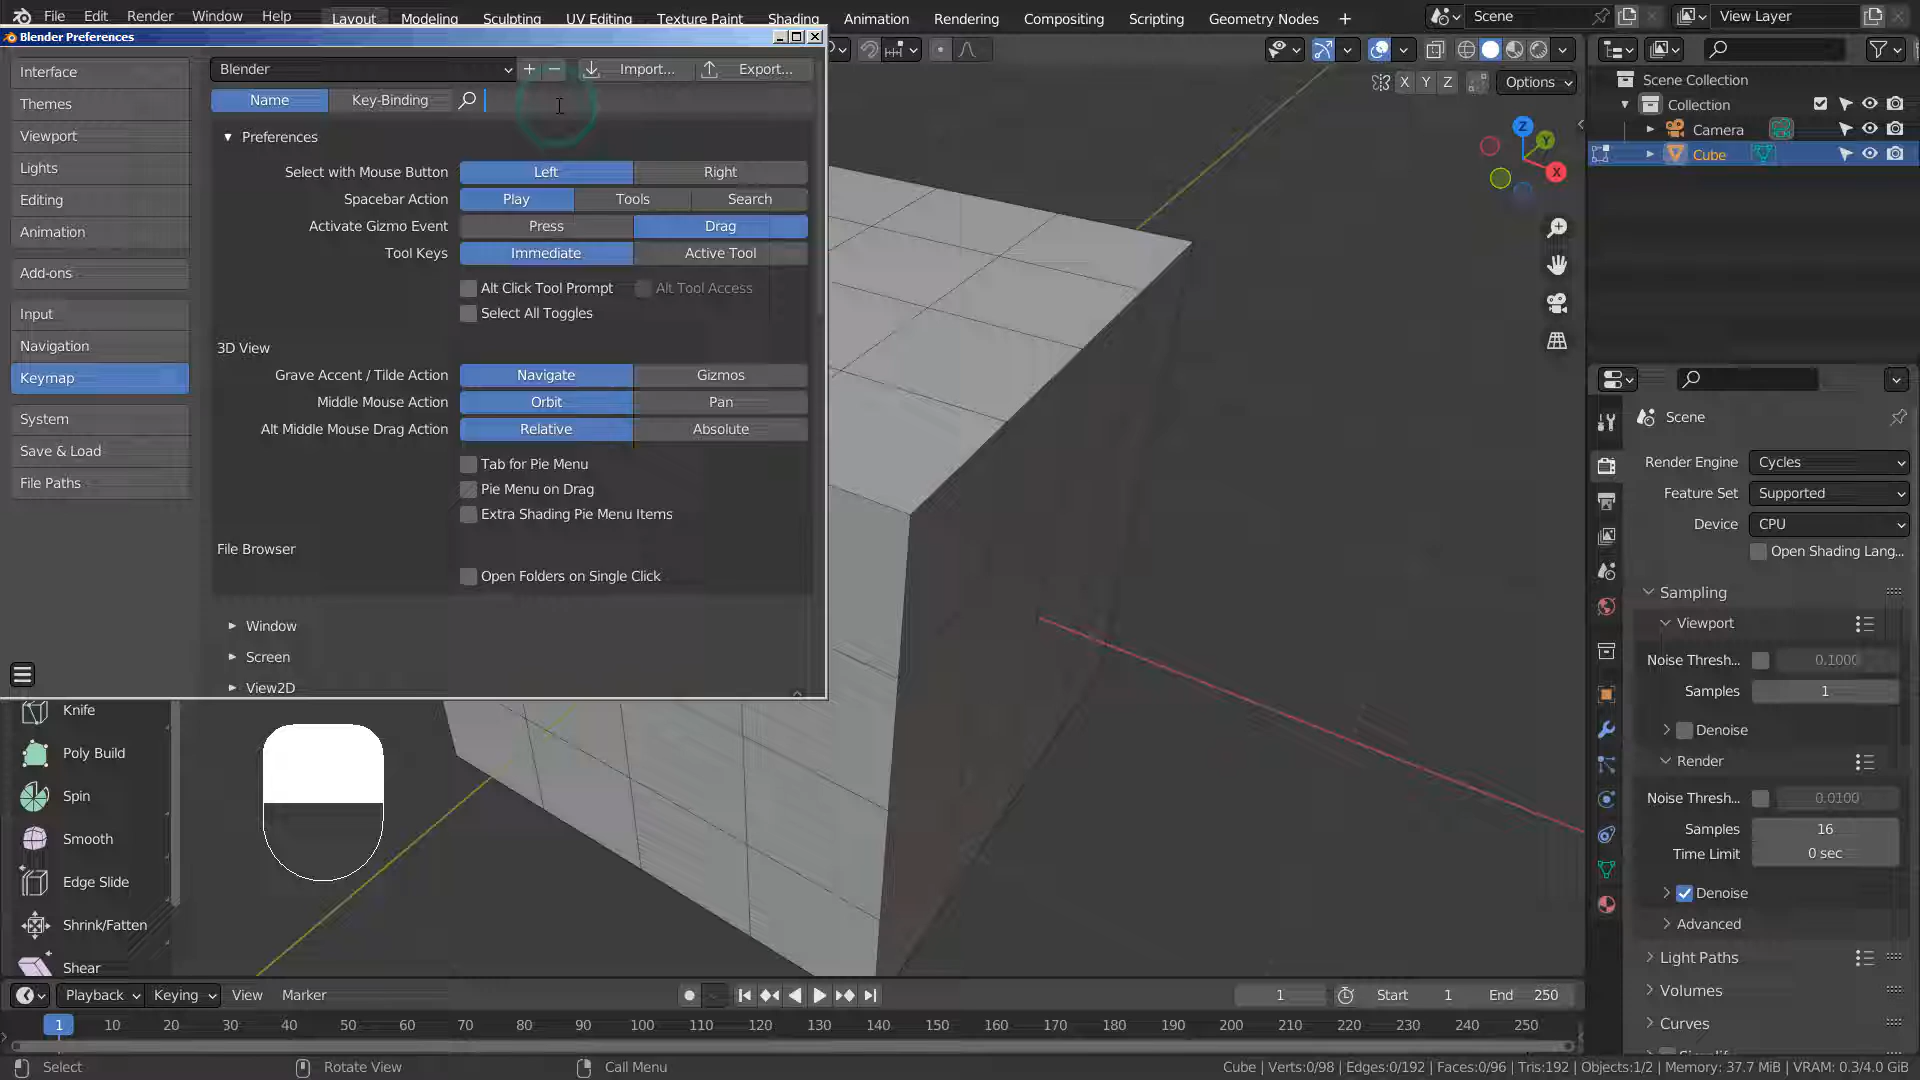 File Edit Render Window Help Layout Modeling Sculpting UV Editing Texture Paint Shading Animation Rendering Compositing Scripting Geometry Nodes + Scene View Layer
Blender Preferences
Interface
Themes
Viewport
Lights
Editing
Animation
Add-ons
Input
Navigation
Keymap
System
Save & Load
File Paths
Blender Import... Export...
Name Key-Binding
Preferences
Select with Mouse Button Left Right
Spacebar Action Play Tools Search
Activate Gizmo Event Press Drag
Tool Keys Immediate Active Tool
Alt Click Tool Prompt Alt Tool Access
Select All Toggles
3D View
Grave Accent / Tilde Action Navigate Gizmos
Middle Mouse Action Orbit Pan
Alt Middle Mouse Drag Action Relative Absolute
Tab for Pie Menu
Pie Menu on Drag
Extra Shading Pie Menu Items
File Browser
Open Folders on Single Click
Window
Screen
View2D
Knife
Poly Build
Spin
Smooth
Edge Slide
Shrink/Fatten
Shear
X Y Z Options
Z
Y
X
Scene Collection
Collection
Camera
Cube
Scene
Render Engine Cycles
Feature Set Supported
Device CPU
Open Shading Lang...
Sampling
Viewport
Noise Thresh... 0.1000
Samples 1
Denoise
Render
Noise Thresh... 0.0100
Samples 16
Time Limit 0 sec
Denoise
Advanced
Light Paths
Volumes
Curves
Playback Keying View Marker 1 Start 1 End 250
1 10 20 30 40 50 60 70 80 90 100 110 120 130 140 150 160 170 180 190 200 210 220 230 240 250
Select Rotate View Call Menu Cube | Verts:0/98 | Edges:0/192 | Faces:0/96 | Tris:192 | Objects:1/2 | Memory: 37.7 MiB | VRAM: 0.3/4.0 GiB